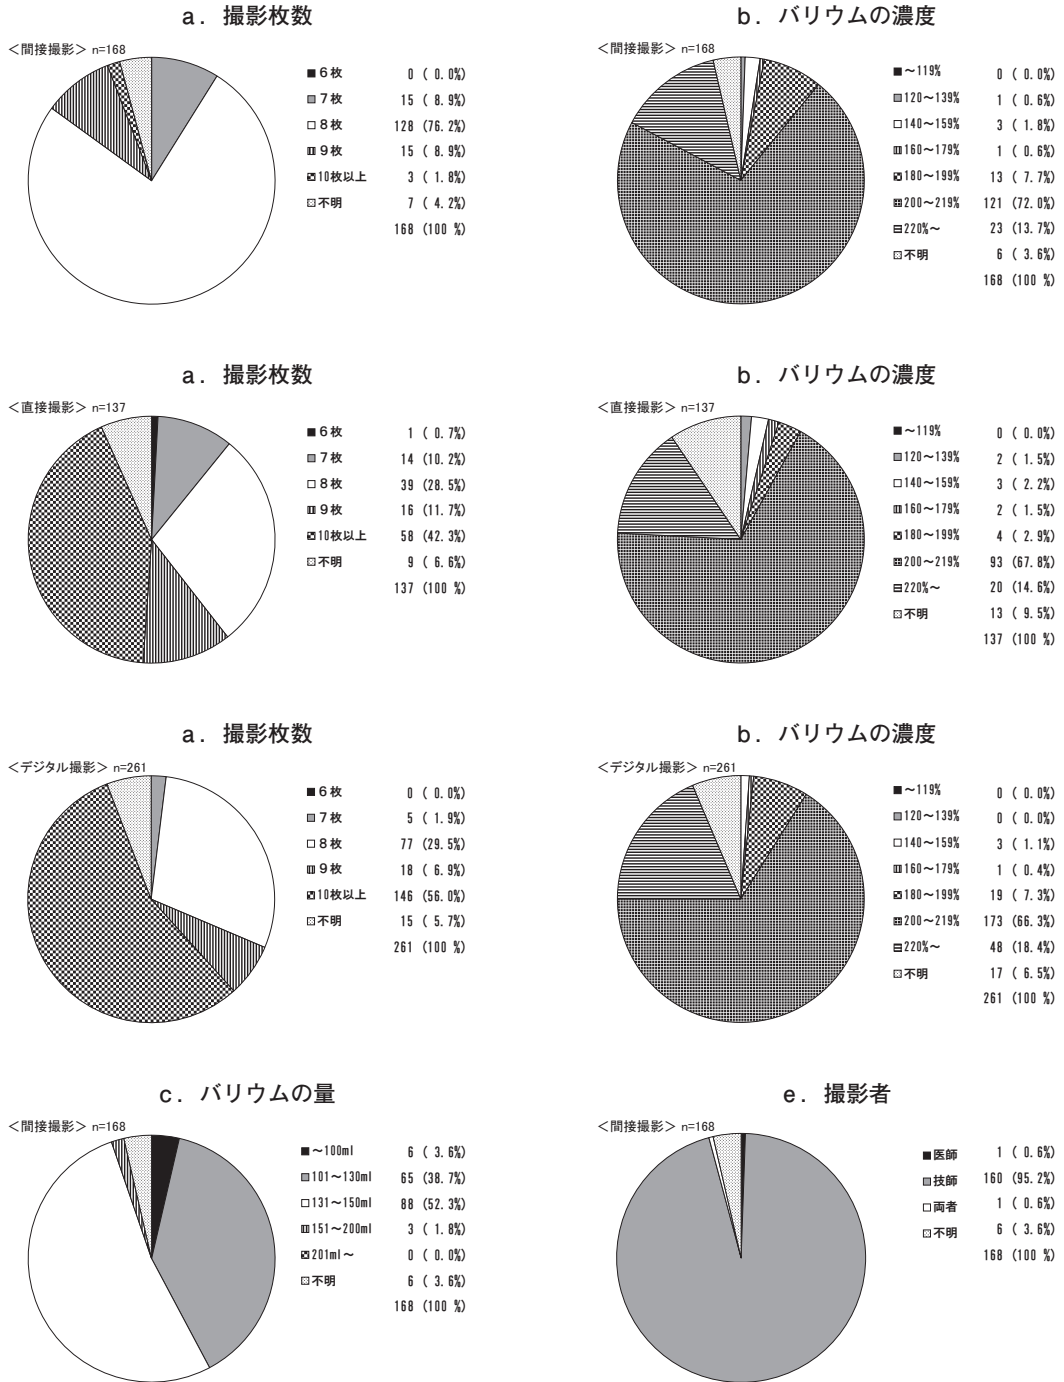 a．撮影枚数
＜間接撮影＞ n=168
■６枚 0 ( 0.0%)
７枚 15 ( 8.9%)
□８枚 128 (76.2%)
９枚 15 ( 8.9%)
10枚以上 3 ( 1.8%)
不明 7 ( 4.2%)
168 (100 %)
b．バリウムの濃度
＜間接撮影＞ n=168
■～119% 0 ( 0.0%)
120～139% 1 ( 0.6%)
□140～159% 3 ( 1.8%)
160～179% 1 ( 0.6%)
180～199% 13 ( 7.7%)
200～219% 121 (72.0%)
220%～ 23 (13.7%)
不明 6 ( 3.6%)
168 (100 %)
a．撮影枚数
＜直接撮影＞ n=137
■６枚 1 ( 0.7%)
７枚 14 (10.2%)
□８枚 39 (28.5%)
９枚 16 (11.7%)
10枚以上 58 (42.3%)
不明 9 ( 6.6%)
137 (100 %)
b．バリウムの濃度
＜直接撮影＞ n=137
■～119% 0 ( 0.0%)
120～139% 2 ( 1.5%)
□140～159% 3 ( 2.2%)
160～179% 2 ( 1.5%)
180～199% 4 ( 2.9%)
200～219% 93 (67.8%)
220%～ 20 (14.6%)
不明 13 ( 9.5%)
137 (100 %)
a．撮影枚数
＜デジタル撮影＞ n=261
■６枚 0 ( 0.0%)
７枚 5 ( 1.9%)
□８枚 77 (29.5%)
９枚 18 ( 6.9%)
10枚以上 146 (56.0%)
不明 15 ( 5.7%)
261 (100 %)
b．バリウムの濃度
＜デジタル撮影＞ n=261
■～119% 0 ( 0.0%)
120～139% 0 ( 0.0%)
□140～159% 3 ( 1.1%)
160～179% 1 ( 0.4%)
180～199% 19 ( 7.3%)
200～219% 173 (66.3%)
220%～ 48 (18.4%)
不明 17 ( 6.5%)
261 (100 %)
c．バリウムの量
＜間接撮影＞ n=168
■～100ml 6 ( 3.6%)
101～130ml 65 (38.7%)
□131～150ml 88 (52.3%)
151～200ml 3 ( 1.8%)
201ml～ 0 ( 0.0%)
不明 6 ( 3.6%)
168 (100 %)
e．撮影者
＜間接撮影＞ n=168
■医師 1 ( 0.6%)
技師 160 (95.2%)
□両者 1 ( 0.6%)
不明 6 ( 3.6%)
168 (100 %)